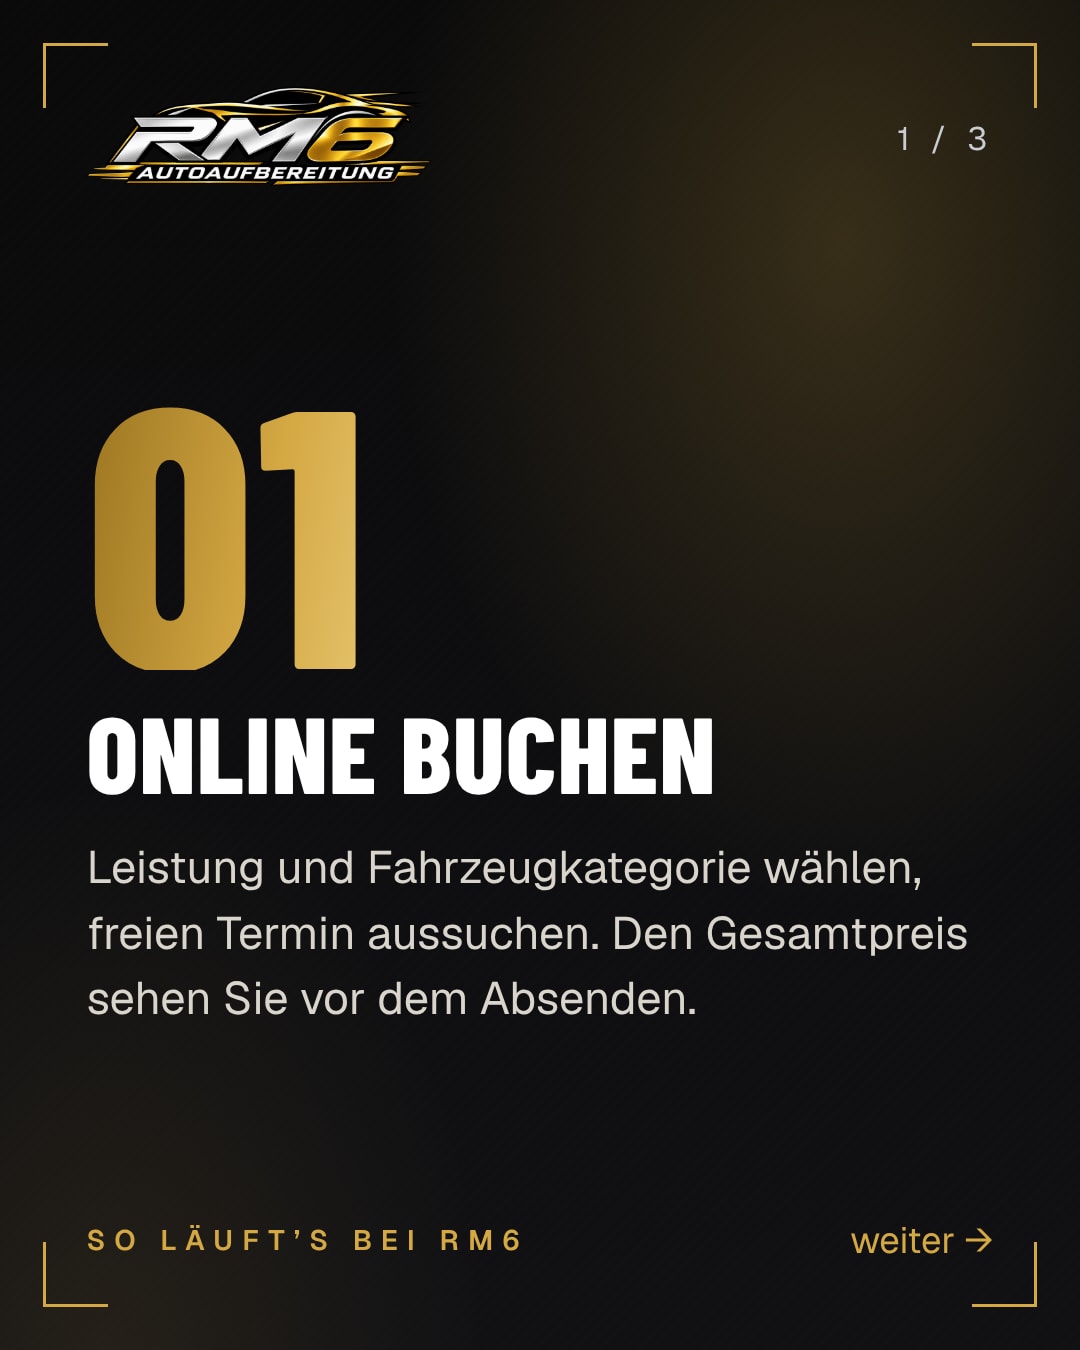 RM6
AUTOAUFBEREITUNG
1 / 3
01
ONLINE BUCHEN
Leistung und Fahrzeugkategorie wählen,
freien Termin aussuchen. Den Gesamtpreis
sehen Sie vor dem Absenden.
SO LÄUFT’S BEI RM6
weiter →